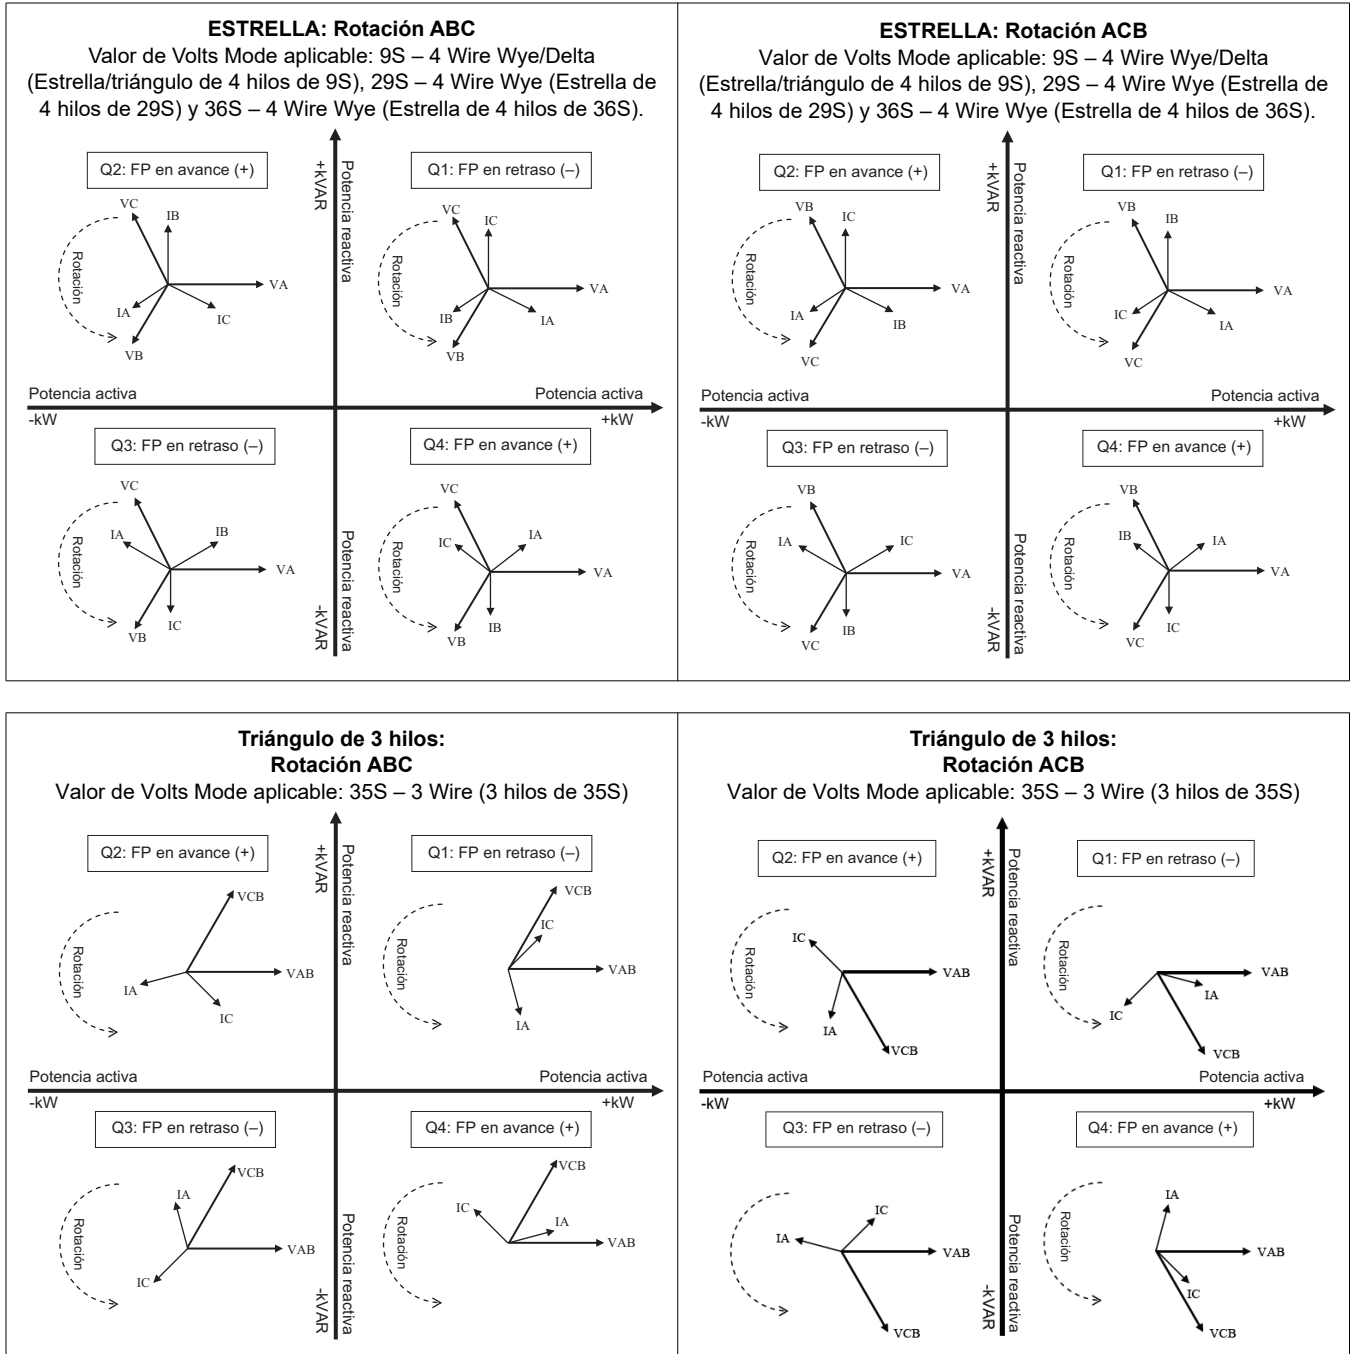 ESTRELLA: Rotación ABC
Valor de Volts Mode aplicable: 9S – 4 Wire Wye/Delta
(Estrella/triángulo de 4 hilos de 9S), 29S – 4 Wire Wye (Estrella de
4 hilos de 29S) y 36S – 4 Wire Wye (Estrella de 4 hilos de 36S).
Q2: FP en avance (+)
VC
IB
VA
IA
IC
VB
Rotación
+kVAR
Potencia reactiva
Q1: FP en retraso (–)
VC
IC
VA
IB
IA
VB
Rotación
Potencia activa
-kW
Potencia activa
+kW
Q3: FP en retraso (–)
VC
IA
IB
VA
IC
VB
Rotación
-kVAR
Potencia reactiva
Q4: FP en avance (+)
VC
IC
IA
VA
IB
VB
Rotación
ESTRELLA: Rotación ACB
Valor de Volts Mode aplicable: 9S – 4 Wire Wye/Delta
(Estrella/triángulo de 4 hilos de 9S), 29S – 4 Wire Wye (Estrella de
4 hilos de 29S) y 36S – 4 Wire Wye (Estrella de 4 hilos de 36S).
Q2: FP en avance (+)
VB
IC
VA
IA
IB
VC
Rotación
+kVAR
Potencia reactiva
Q1: FP en retraso (–)
VB
IB
VA
IC
IA
VC
Rotación
Potencia activa
-kW
Potencia activa
+kW
Q3: FP en retraso (–)
VB
IA
IC
VA
IB
VC
Rotación
-kVAR
Potencia reactiva
Q4: FP en avance (+)
VB
IB
IA
VA
IC
VC
Rotación
Triángulo de 3 hilos:
Rotación ABC
Valor de Volts Mode aplicable: 35S – 3 Wire (3 hilos de 35S)
Q2: FP en avance (+)
VCB
IA
IC
Rotación
+kVAR
Potencia reactiva
Q1: FP en retraso (–)
VCB
IC
VAB
IA
Rotación
Potencia activa
-kW
Potencia activa
+kW
Q3: FP en retraso (–)
VCB
IA
VAB
IC
Rotación
-kVAR
Potencia reactiva
Q4: FP en avance (+)
VCB
IC
IA
VAB
Rotación
Triángulo de 3 hilos:
Rotación ACB
Valor de Volts Mode aplicable: 35S – 3 Wire (3 hilos de 35S)
Q2: FP en avance (+)
IC
VAB
IA
VCB
Rotación
+kVAR
Potencia reactiva
Q1: FP en retraso (–)
VAB
IA
IC
VCB
Rotación
Potencia activa
-kW
Potencia activa
+kW
Q3: FP en retraso (–)
IC
IA
VAB
VCB
Rotación
-kVAR
Potencia reactiva
Q4: FP en avance (+)
IA
VAB
IC
VCB
Rotación